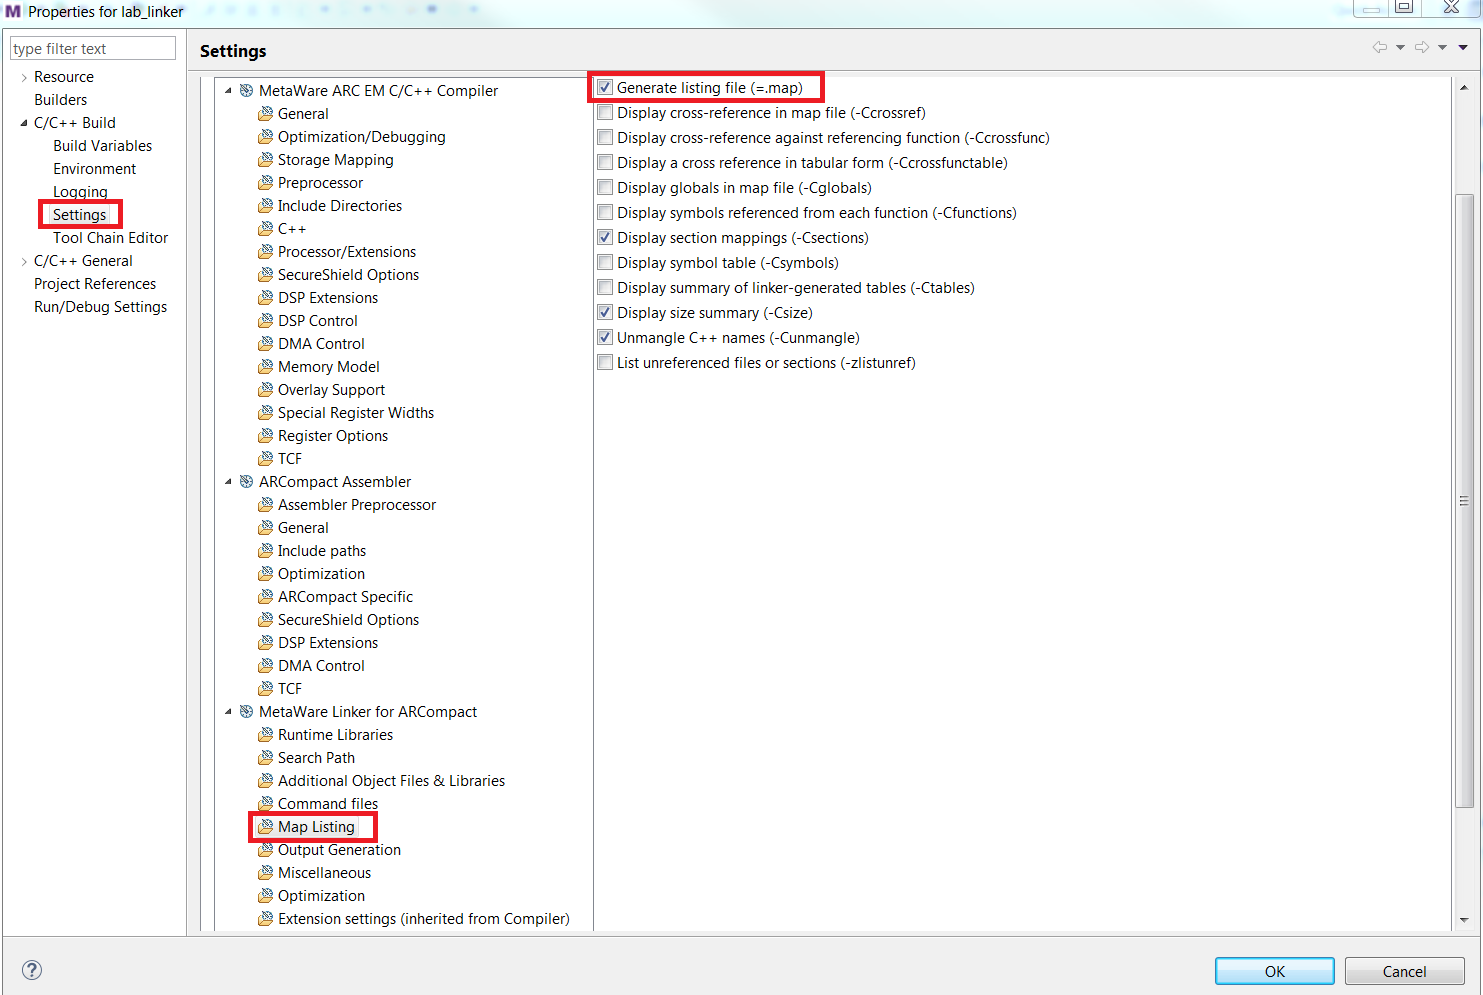 Properties for lab_linker
type filter text
Resource
Builders
C/C++ Build
Build Variables
Environment
Logging
Settings
Tool Chain Editor
C/C++ General
Project References
Run/Debug Settings
Settings
MetaWare ARC EM C/C++ Compiler
General
Optimization/Debugging
Storage Mapping
Preprocessor
Include Directories
C++
Processor/Extensions
SecureShield Options
DSP Extensions
DSP Control
DMA Control
Memory Model
Overlay Support
Special Register Widths
Register Options
TCF
ARCompact Assembler
Assembler Preprocessor
General
Include paths
Optimization
ARCompact Specific
SecureShield Options
DSP Extensions
DMA Control
TCF
MetaWare Linker for ARCompact
Runtime Libraries
Search Path
Additional Object Files & Libraries
Command files
Map Listing
Output Generation
Miscellaneous
Optimization
Extension settings (inherited from Compiler)
Generate listing file (=.map)
Display cross-reference in map file (-Ccrossref)
Display cross-reference against referencing function (-Ccrossfunc)
Display a cross reference in tabular form (-Ccrossfunctable)
Display globals in map file (-Cglobals)
Display symbols referenced from each function (-Cfunctions)
Display section mappings (-Csections)
Display symbol table (-Csymbols)
Display summary of linker-generated tables (-Ctables)
Display size summary (-Csize)
Unmangle C++ names (-Cunmangle)
List unreferenced files or sections (-zlistunref)
OK
Cancel